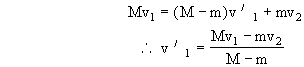 Mv₁ = (M − m)v′₁ + mv₂
∴ v′₁ = (Mv₁ − mv₂) / (M − m)